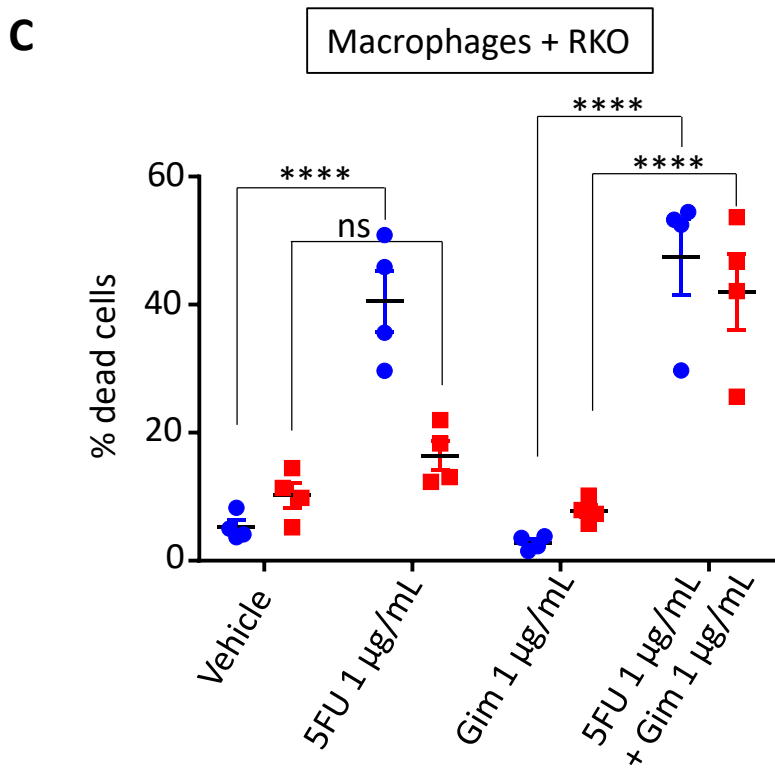 C
Macrophages + RKO
****
****
****
ns
60
40
20
0
% dead cells
Vehicle
5FU 1 µg/mL
Gim 1 µg/mL
5FU 1 µg/mL
+ Gim 1 µg/mL